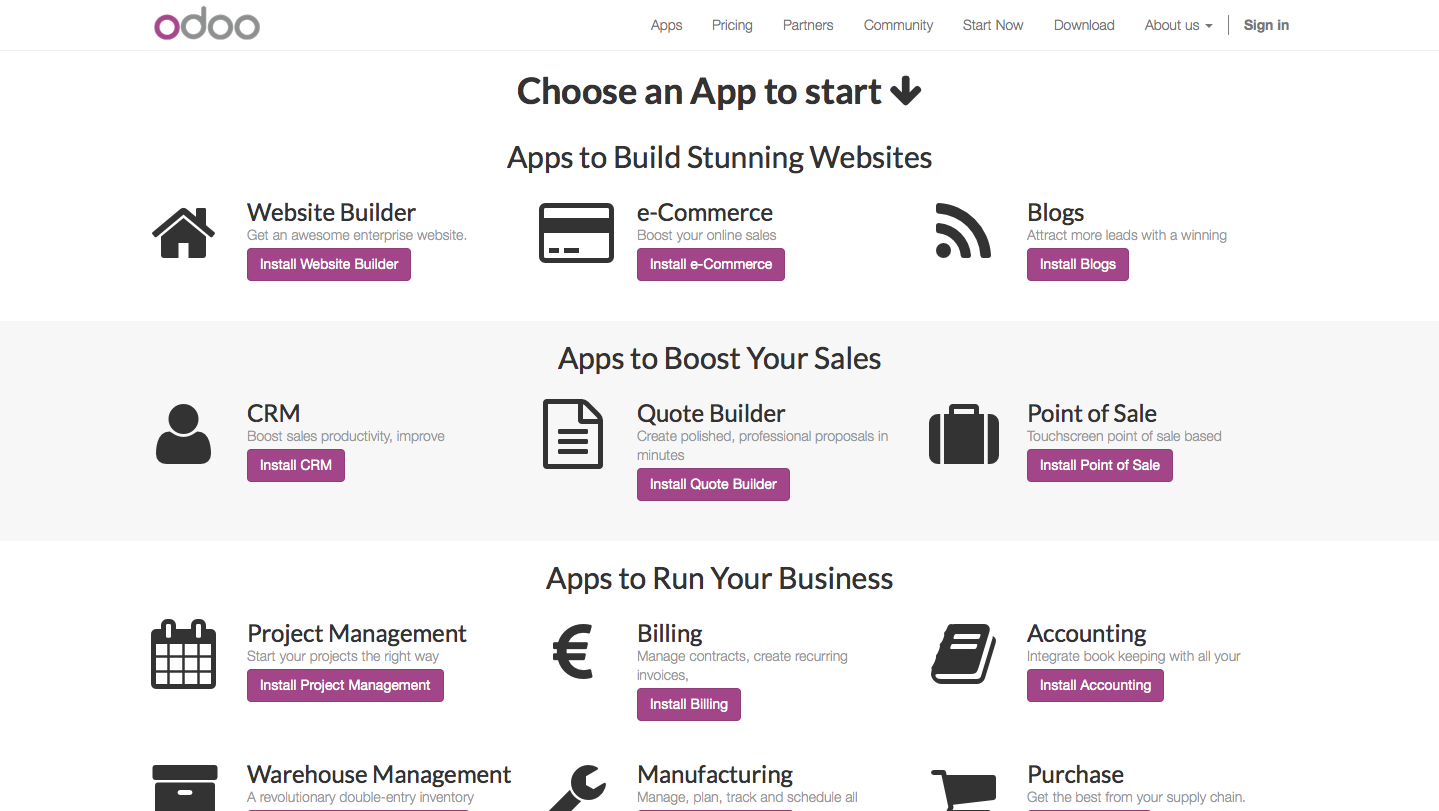 odoo
Apps Pricing Partners Community Start Now Download About us Sign in
Choose an App to start
Apps to Build Stunning Websites
Website Builder
Get an awesome enterprise website.
Install Website Builder
e-Commerce
Boost your online sales
Install e-Commerce
Blogs
Attract more leads with a winning
Install Blogs
Apps to Boost Your Sales
CRM
Boost sales productivity, improve
Install CRM
Quote Builder
Create polished, professional proposals in
minutes
Install Quote Builder
Point of Sale
Touchscreen point of sale based
Install Point of Sale
Apps to Run Your Business
Project Management
Start your projects the right way
Install Project Management
Billing
Manage contracts, create recurring
invoices,
Install Billing
Accounting
Integrate book keeping with all your
Install Accounting
Warehouse Management
A revolutionary double-entry inventory
Manufacturing
Manage, plan, track and schedule all
Purchase
Get the best from your supply chain.